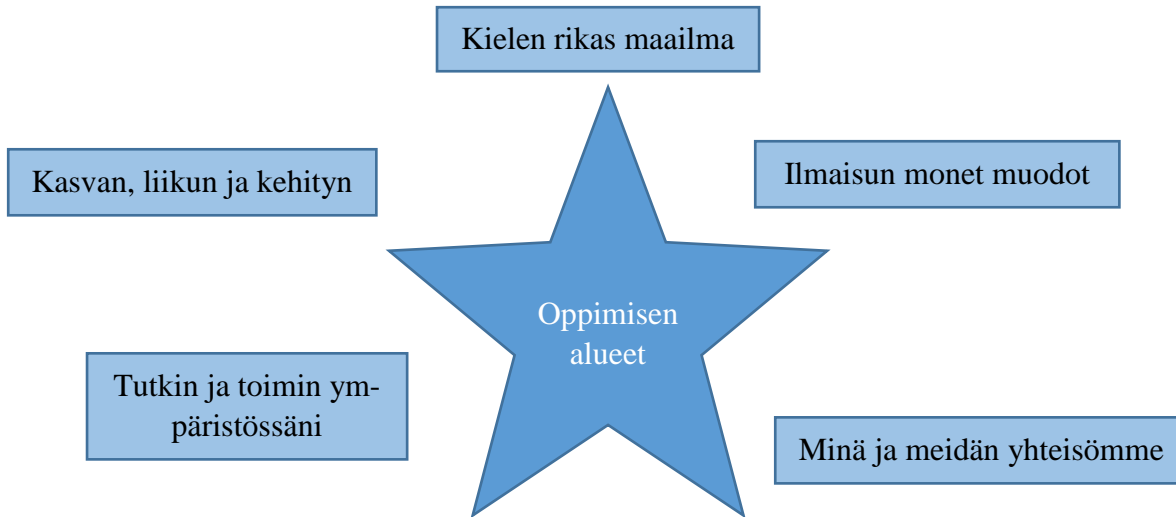 Kielen rikas maailma
Kasvan, liikun ja kehityn
Ilmaisun monet muodot
Oppimisen
alueet
Tutkin ja toimin ym-
päristössäni
Minä ja meidän yhteisömme